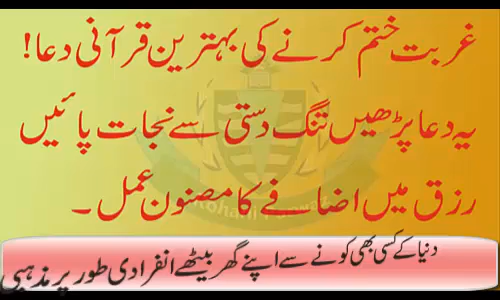 غربت ختم کرنے کی بہترین قرآنی دعا!
یہ دعا پڑھیں تنگ دستی سے نجات پائیں
رزق میں اضافے کا مصنون عمل۔
دنیا کے کسی بھی کونے سے اپنے گھر بیٹھے انفرادی طور پر مذہبی